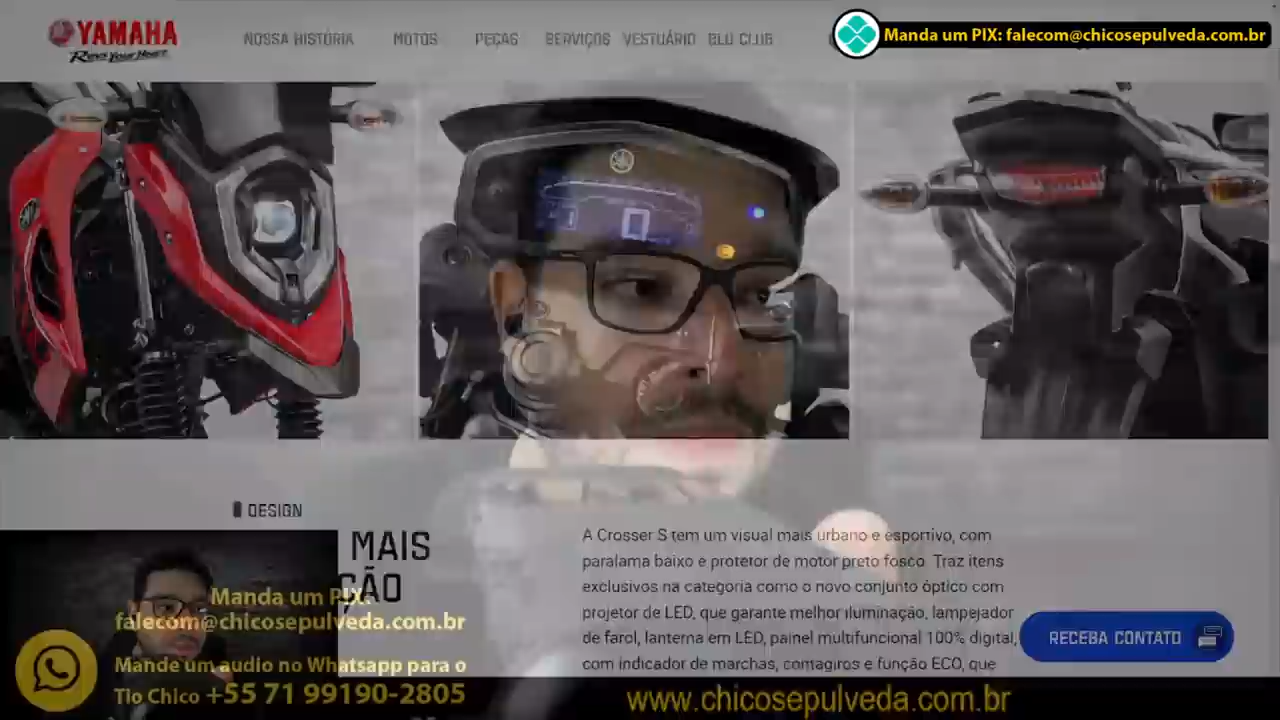 YAMAHA
Revs Your Heart
NOSSA HISTÓRIA MOTOS PEÇAS SERVIÇOS VESTUÁRIO BLU CLUB
Manda um PIX: falecom@chicosepulveda.com.br
DESIGN
MAIS
ÇÃO
A Crosser S tem um visual mais urbano e esportivo, com
paralama baixo e protetor de motor preto fosco. Traz itens
exclusivos na categoria como o novo conjunto óptico com
projetor de LED, que garante melhor iluminação, lampejador
de farol, lanterna em LED, painel multifuncional 100% digital,
com indicador de marchas, comagiros e função ECO, que
RECEBA CONTATO
Manda um PIX:
falecom@chicosepulveda.com.br
Mande um audio no Whatsapp para o
TIo Chico +55 71 99190-2805
www.chicosepulveda.com.br